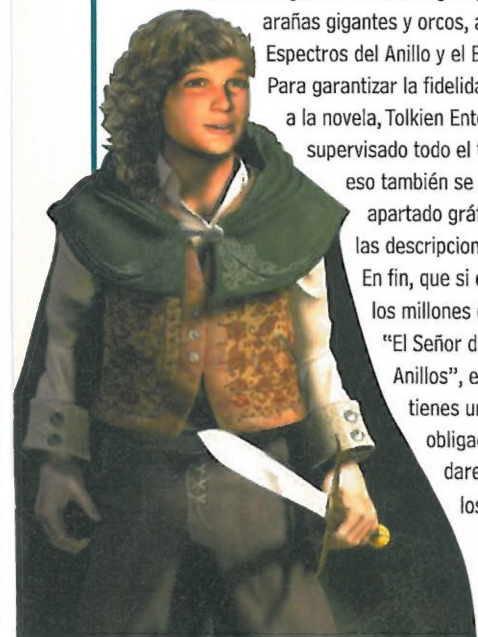 arañas gigantes y orcos, a
Espectros del Anillo y el B
Para garantizar la fidelida
a la novela, Tolkien Ente
supervisado todo el t
eso también se
apartado gráf
las descripcion
En fin, que si e
los millones
"El Señor d
Anillos", e
tienes un
obligac
dare
los